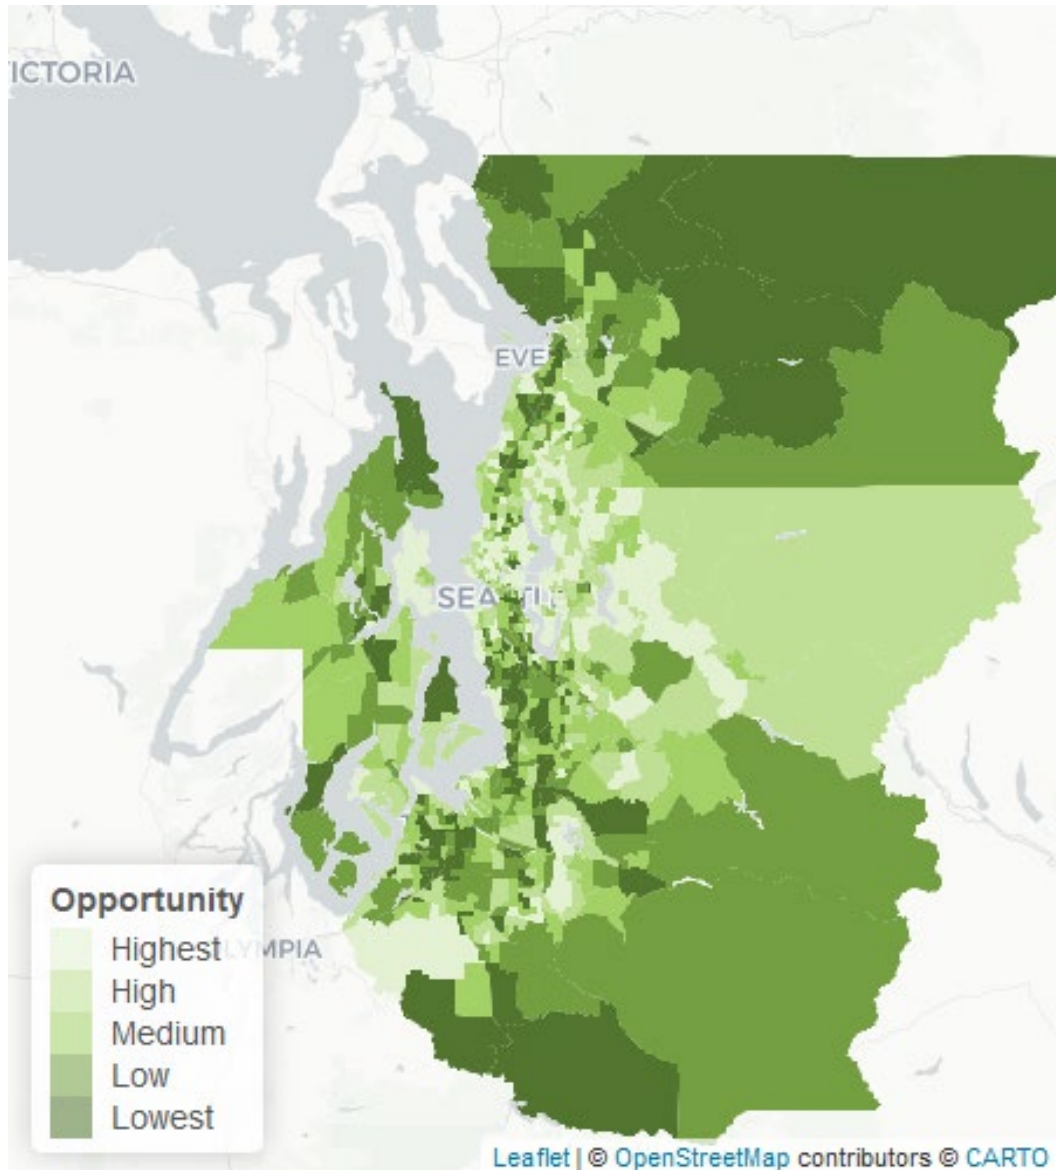 ICTORIA
EVE
SEATTL
Opportunity
Highest
High
Medium
Low
Lowest
LYMPIA
Leaflet | © OpenStreetMap contributors © CARTO